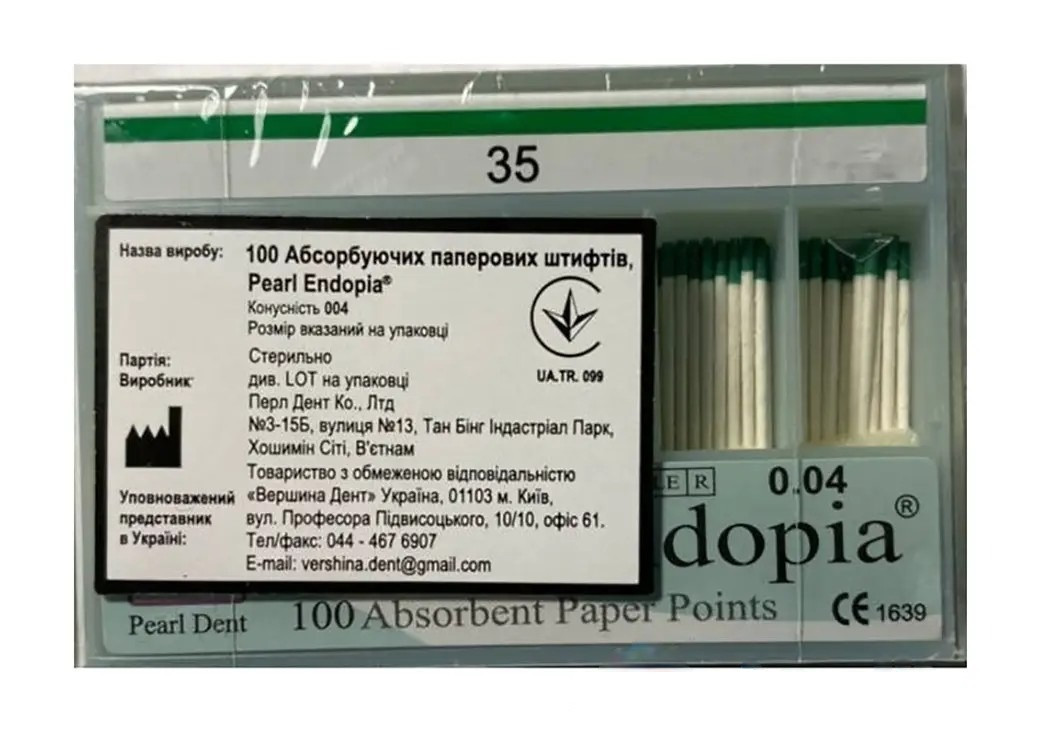 35
Назва виробу: 100 Абсорбуючих паперових штифтів,
Pearl Endopia®
Конусність 004
Розмір вказаний на упаковці
Стерильно
UA.TR. 099
Партія: див. LOT на упаковці
Виробник: Перл Дент Ко., Лтд
№3-15Б, вулиця №13, Тан Бінг Індастріал Парк,
Хошимін Сіті, В'єтнам
Уповноважений представник в Україні: Товариство з обмеженою відповідальністю
«Вершина Дент» Україна, 01103 м. Київ,
вул. Професора Підвисоцького, 10/10, офіс 61.
Тел/факс: 044 - 467 6907
E-mail: vershina.dent@gmail.com
E R 0.04
dopia®
Pearl Dent 100 Absorbent Paper Points CE 1639